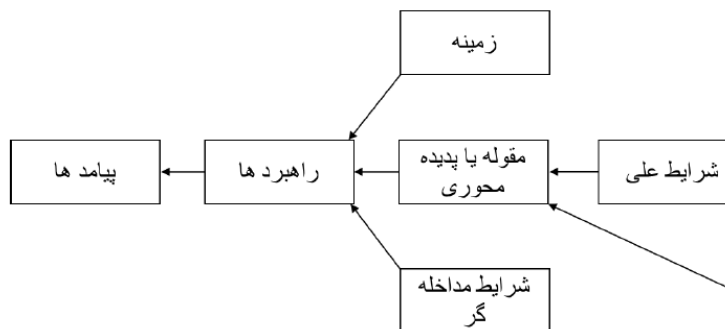 زمینه
شرایط علی
مقوله یا پدیده
محوری
راهبرد ها
پیامد ها
شرایط مداخله
گر